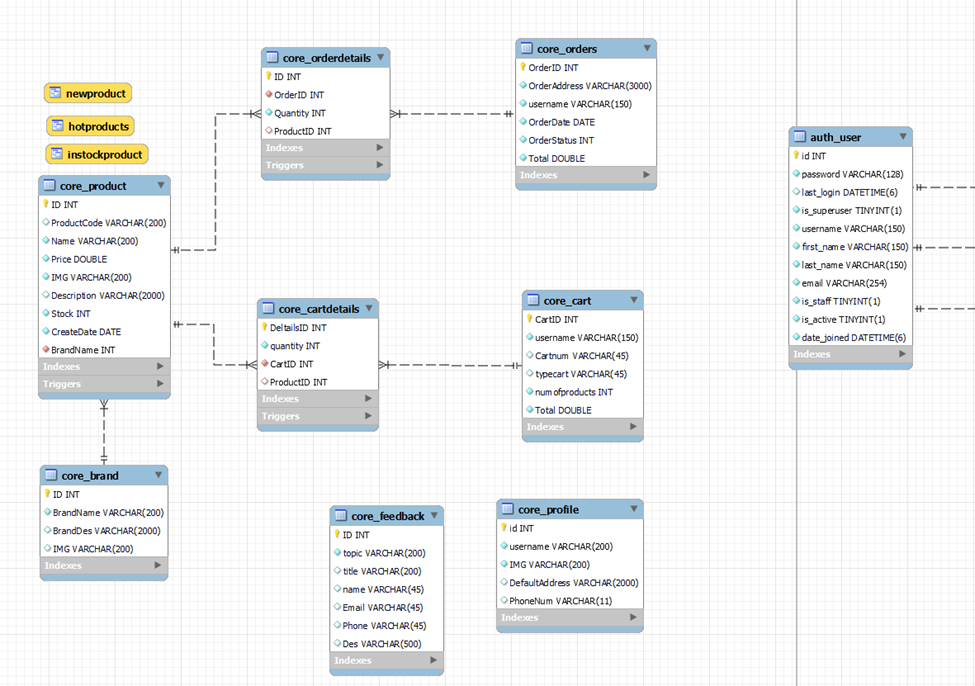 newproduct
hotproducts
instockproduct
core_product
ID INT
ProductCode VARCHAR(200)
Name VARCHAR(200)
Price DOUBLE
IMG VARCHAR(200)
Description VARCHAR(2000)
Stock INT
CreateDate DATE
BrandName INT
Indexes
Triggers
core_brand
ID INT
BrandName VARCHAR(200)
BrandDes VARCHAR(2000)
IMG VARCHAR(200)
Indexes
core_orderdetails
ID INT
OrderID INT
Quantity INT
ProductID INT
Indexes
Triggers
core_cartdetails
DeltailsID INT
quantity INT
CartID INT
ProductID INT
Indexes
Triggers
core_feedback
ID INT
topic VARCHAR(200)
title VARCHAR(200)
name VARCHAR(45)
Email VARCHAR(45)
Phone VARCHAR(45)
Des VARCHAR(500)
Indexes
core_orders
OrderID INT
OrderAddress VARCHAR(3000)
username VARCHAR(150)
OrderDate DATE
OrderStatus INT
Total DOUBLE
Indexes
core_cart
CartID INT
username VARCHAR(150)
Cartnum VARCHAR(45)
typecart VARCHAR(45)
numofproducts INT
Total DOUBLE
Indexes
core_profile
id INT
username VARCHAR(200)
IMG VARCHAR(200)
DefaultAddress VARCHAR(2000)
PhoneNum VARCHAR(11)
Indexes
auth_user
id INT
password VARCHAR(128)
last_login DATETIME(6)
is_superuser TINYINT(1)
username VARCHAR(150)
first_name VARCHAR(150)
last_name VARCHAR(150)
email VARCHAR(254)
is_staff TINYINT(1)
is_active TINYINT(1)
date_joined DATETIME(6)
Indexes